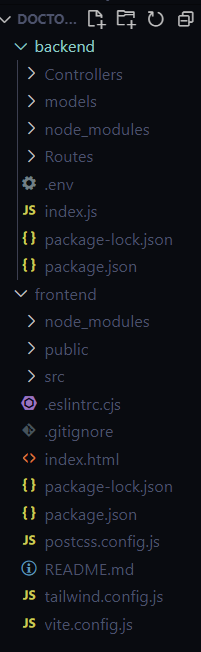 DOCTO...
backend
Controllers
models
node_modules
Routes
.env
JS index.js
{} package-lock.json
{} package.json
frontend
node_modules
public
src
.eslintrc.cjs
.gitignore
<> index.html
{} package-lock.json
{} package.json
JS postcss.config.js
README.md
JS tailwind.config.js
JS vite.config.js